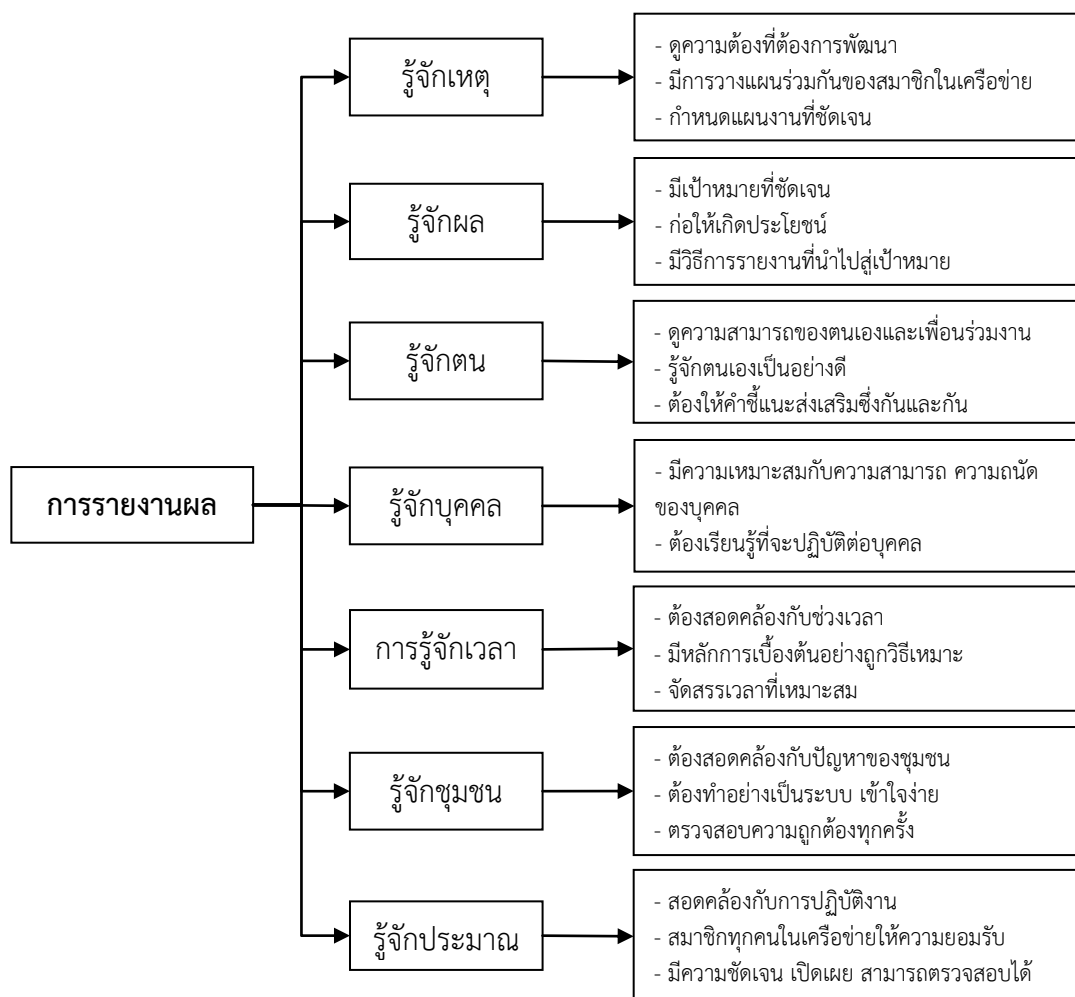 รู้จักเหตุ
- ดูความต้องที่ต้องการพัฒนา
- มีการวางแผนร่วมกันของสมาชิกในเครือข่าย
- กำหนดแผนงานที่ชัดเจน
รู้จักผล
- มีเป้าหมายที่ชัดเจน
- ก่อให้เกิดประโยชน์
- มีวิธีการรายงานที่นำไปสู่เป้าหมาย
รู้จักตน
- ดูความสามารถของตนเองและเพื่อนร่วมงาน
- รู้จักตนเองเป็นอย่างดี
- ต้องให้คำชี้แนะส่งเสริมซึ่งกันและกัน
การรายงานผล
รู้จักบุคคล
- มีความเหมาะสมกับความสามารถ ความถนัด
ของบุคคล
- ต้องเรียนรู้ที่จะปฏิบัติต่อบุคคล
การรู้จักเวลา
- ต้องสอดคล้องกับช่วงเวลา
- มีหลักการเบื้องต้นอย่างถูกวิธีเหมาะ
- จัดสรรเวลาที่เหมาะสม
รู้จักชุมชน
- ต้องสอดคล้องกับปัญหาของชุมชน
- ต้องทำอย่างเป็นระบบ เข้าใจง่าย
- ตรวจสอบความถูกต้องทุกครั้ง
รู้จักประมาณ
- สอดคล้องกับการปฏิบัติงาน
- สมาชิกทุกคนในเครือข่ายให้ความยอมรับ
- มีความชัดเจน เปิดเผย สามารถตรวจสอบได้